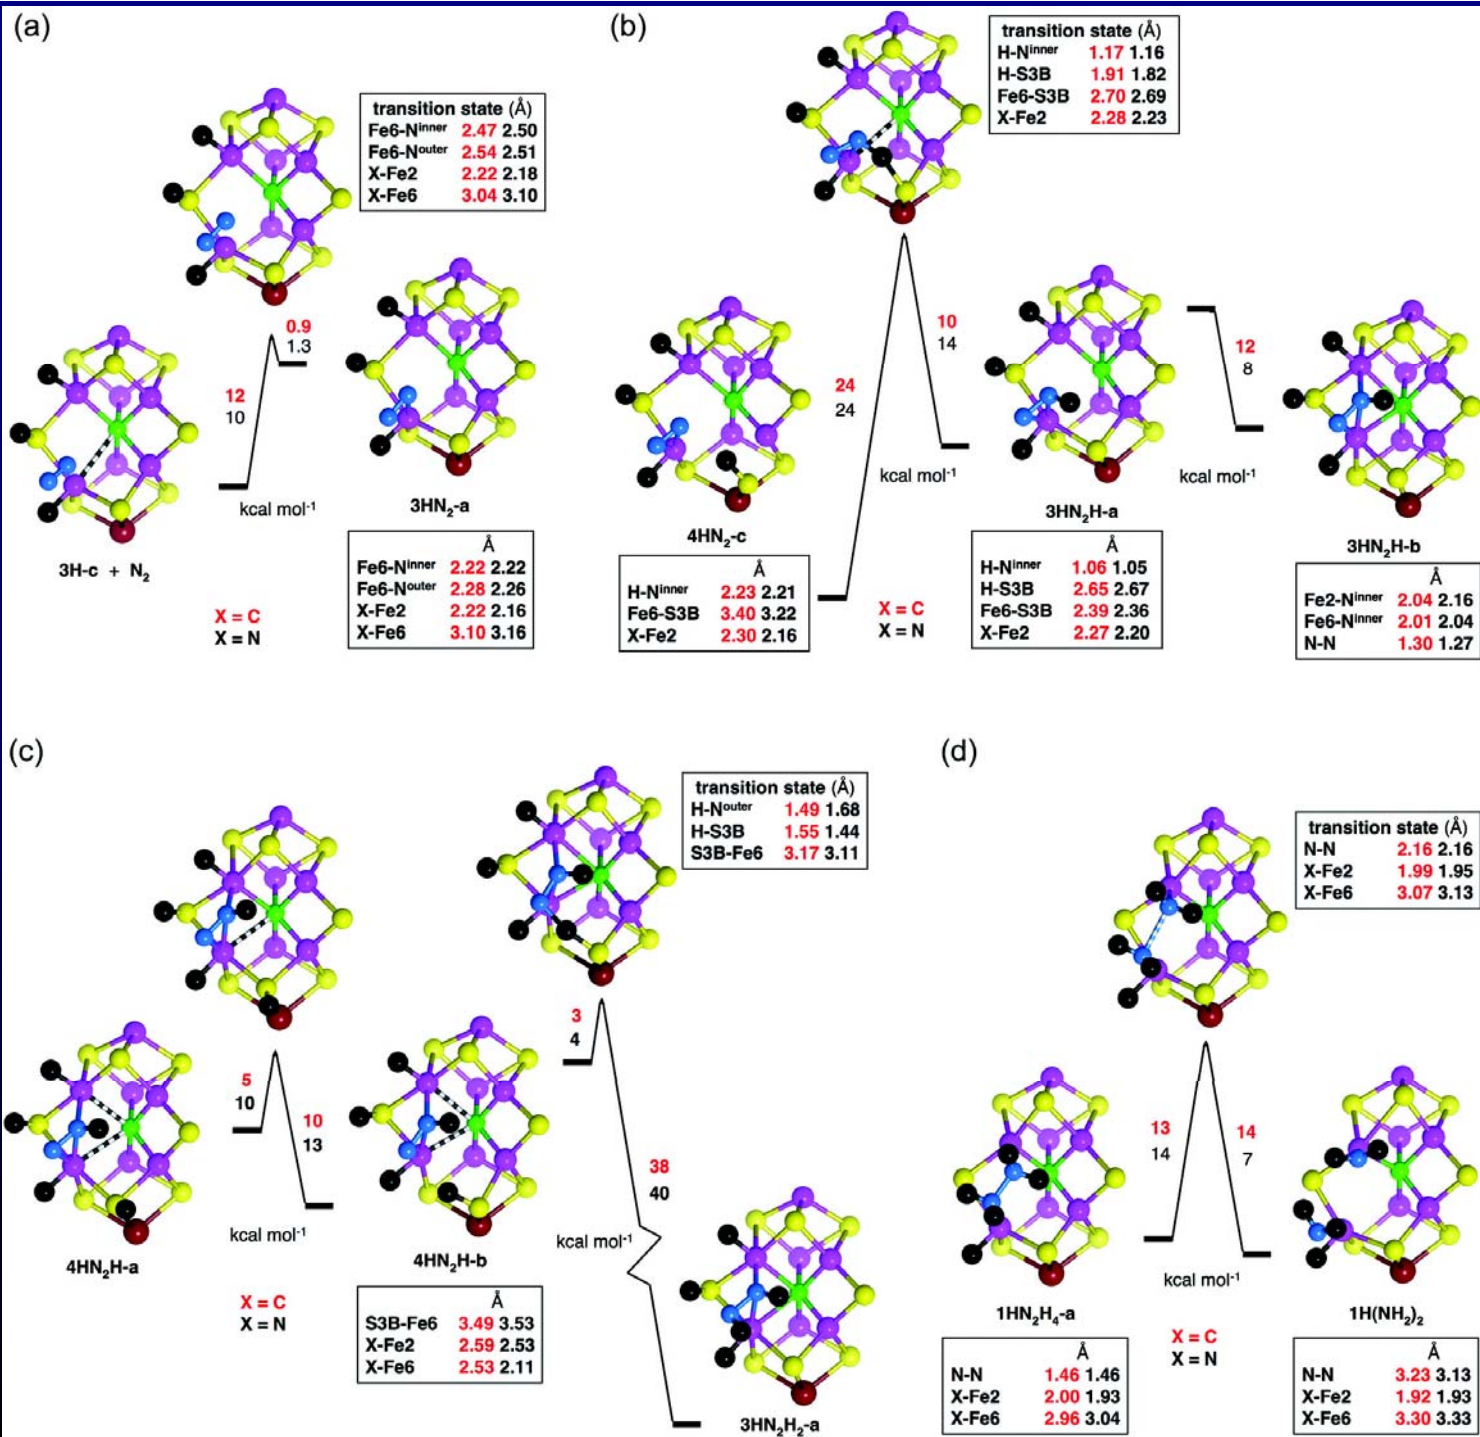 (a)
transition state (Å)
Fe6-Nⁱⁿⁿᵉʳ 2.47 2.50
Fe6-Nᵒᵘᵗᵉʳ 2.54 2.51
X-Fe2 2.22 2.18
X-Fe6 3.04 3.10
0.9
1.3
12
10
kcal mol⁻¹
3H-c + N₂
3HN₂-a
Å
Fe6-Nⁱⁿⁿᵉʳ 2.22 2.22
Fe6-Nᵒᵘᵗᵉʳ 2.28 2.26
X-Fe2 2.22 2.16
X-Fe6 3.10 3.16
X = C
X = N
(b)
transition state (Å)
H-Nⁱⁿⁿᵉʳ 1.17 1.16
H-S3B 1.91 1.82
Fe6-S3B 2.70 2.69
X-Fe2 2.28 2.23
24
24
10
14
kcal mol⁻¹
12
8
kcal mol⁻¹
4HN₂-c
Å
H-Nⁱⁿⁿᵉʳ 2.23 2.21
Fe6-S3B 3.40 3.22
X-Fe2 2.30 2.16
X = C
X = N
3HN₂H-a
Å
H-Nⁱⁿⁿᵉʳ 1.06 1.05
H-S3B 2.65 2.67
Fe6-S3B 2.39 2.36
X-Fe2 2.27 2.20
3HN₂H-b
Å
Fe2-Nⁱⁿⁿᵉʳ 2.04 2.16
Fe6-Nⁱⁿⁿᵉʳ 2.01 2.04
N-N 1.30 1.27
(c)
5
10
10
13
kcal mol⁻¹
4HN₂H-a
X = C
X = N
transition state (Å)
H-Nᵒᵘᵗᵉʳ 1.49 1.68
H-S3B 1.55 1.44
S3B-Fe6 3.17 3.11
3
4
38
40
kcal mol⁻¹
4HN₂H-b
Å
S3B-Fe6 3.49 3.53
X-Fe2 2.59 2.53
X-Fe6 2.53 2.11
3HN₂H₂-a
(d)
transition state (Å)
N-N 2.16 2.16
X-Fe2 1.99 1.95
X-Fe6 3.07 3.13
13
14
14
7
kcal mol⁻¹
1HN₂H₄-a
Å
N-N 1.46 1.46
X-Fe2 2.00 1.93
X-Fe6 2.96 3.04
X = C
X = N
1H(NH₂)₂
Å
N-N 3.23 3.13
X-Fe2 1.92 1.93
X-Fe6 3.30 3.33